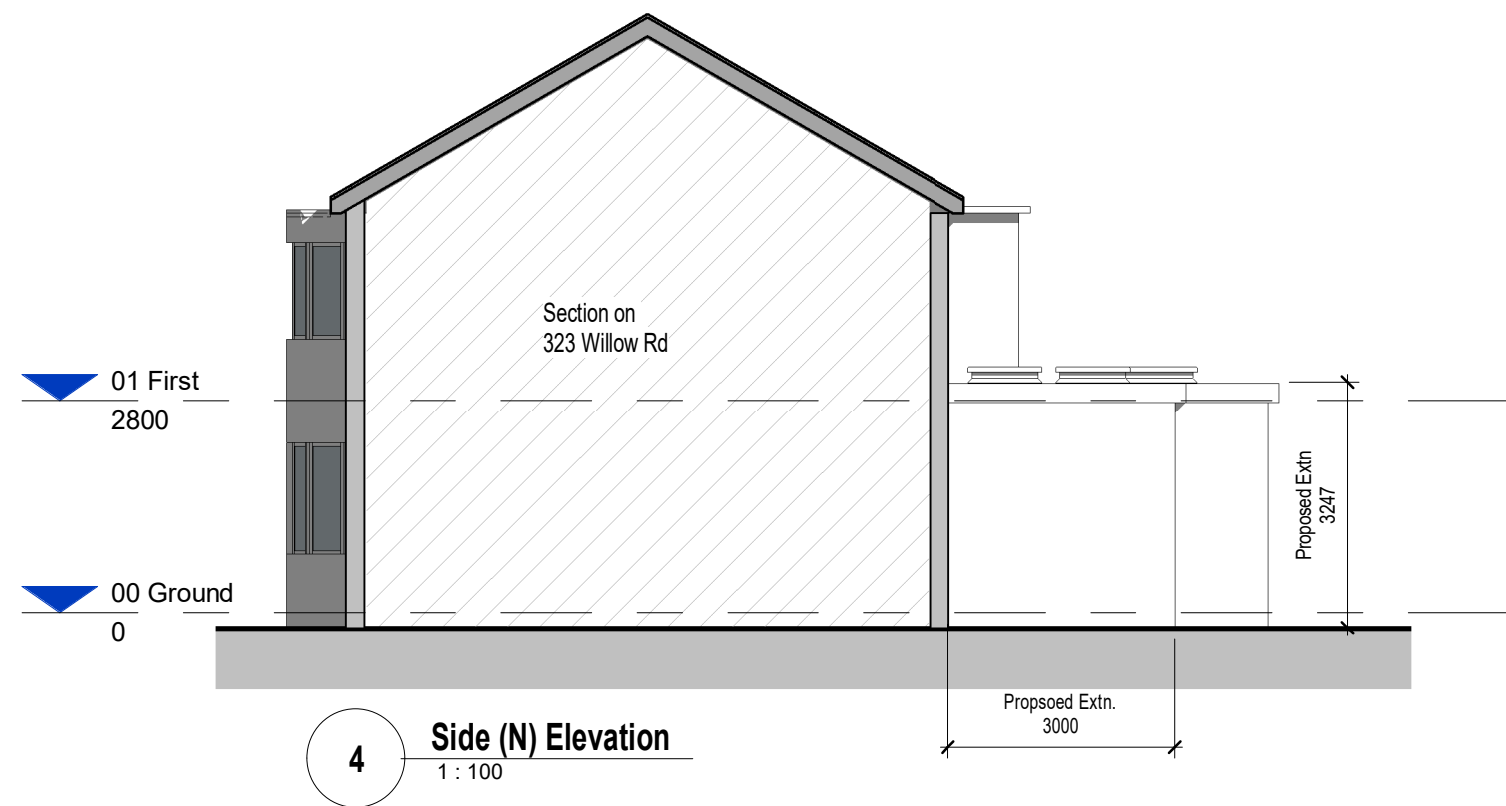 Section on
323 Willow Rd
01 First
2800
Proposed Extn
3247
00 Ground
0
Propsoed Extn.
3000
4
Side (N) Elevation
1 : 100